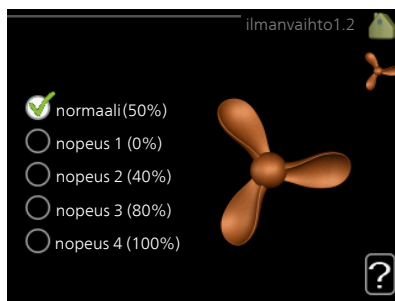 ilmanvaihto1.2
normaali(50%)
nopeus 1 (0%)
nopeus 2 (40%)
nopeus 3 (80%)
nopeus 4 (100%)
?